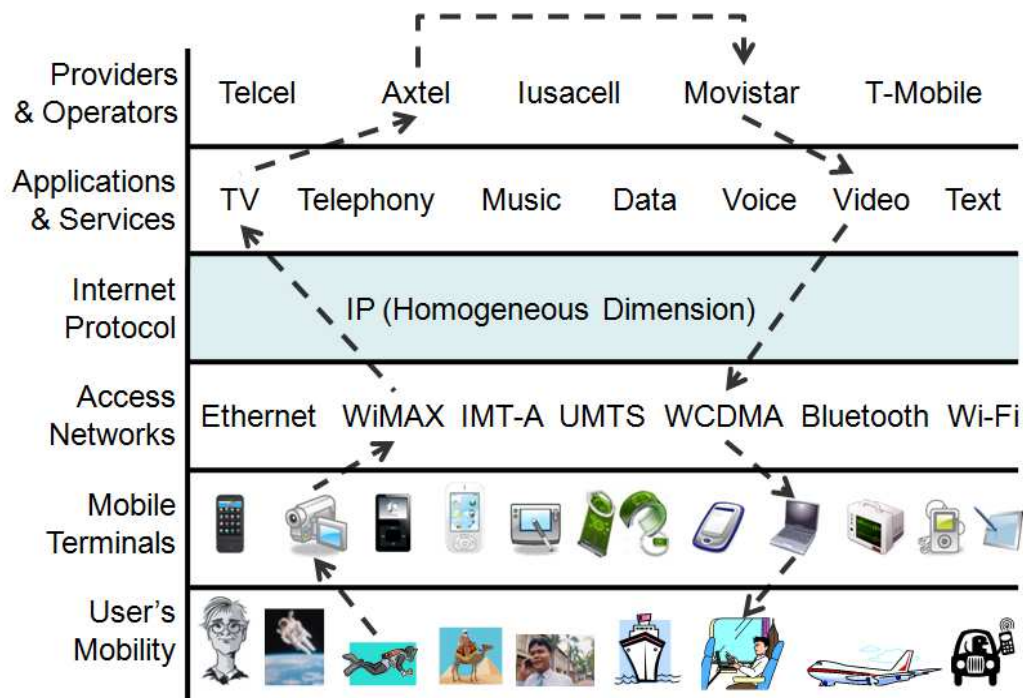 Providers
& Operators
Telcel Axtel Iusacell Movistar T-Mobile
Applications
& Services
TV Telephony Music Data Voice Video Text
Internet
Protocol
IP (Homogeneous Dimension)
Access
Networks
Ethernet WiMAX IMT-A UMTS WCDMA Bluetooth Wi-Fi
Mobile
Terminals
User's
Mobility